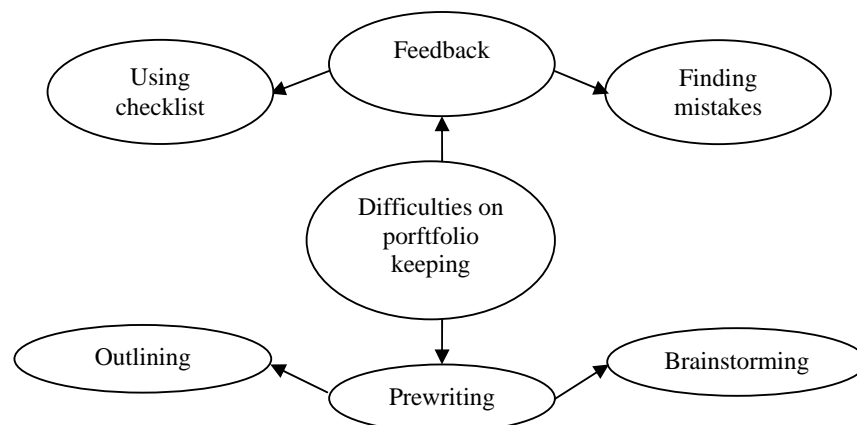 Feedback
Using
checklist
Finding
mistakes
Difficulties on
porftfolio
keeping
Outlining
Brainstorming
Prewriting